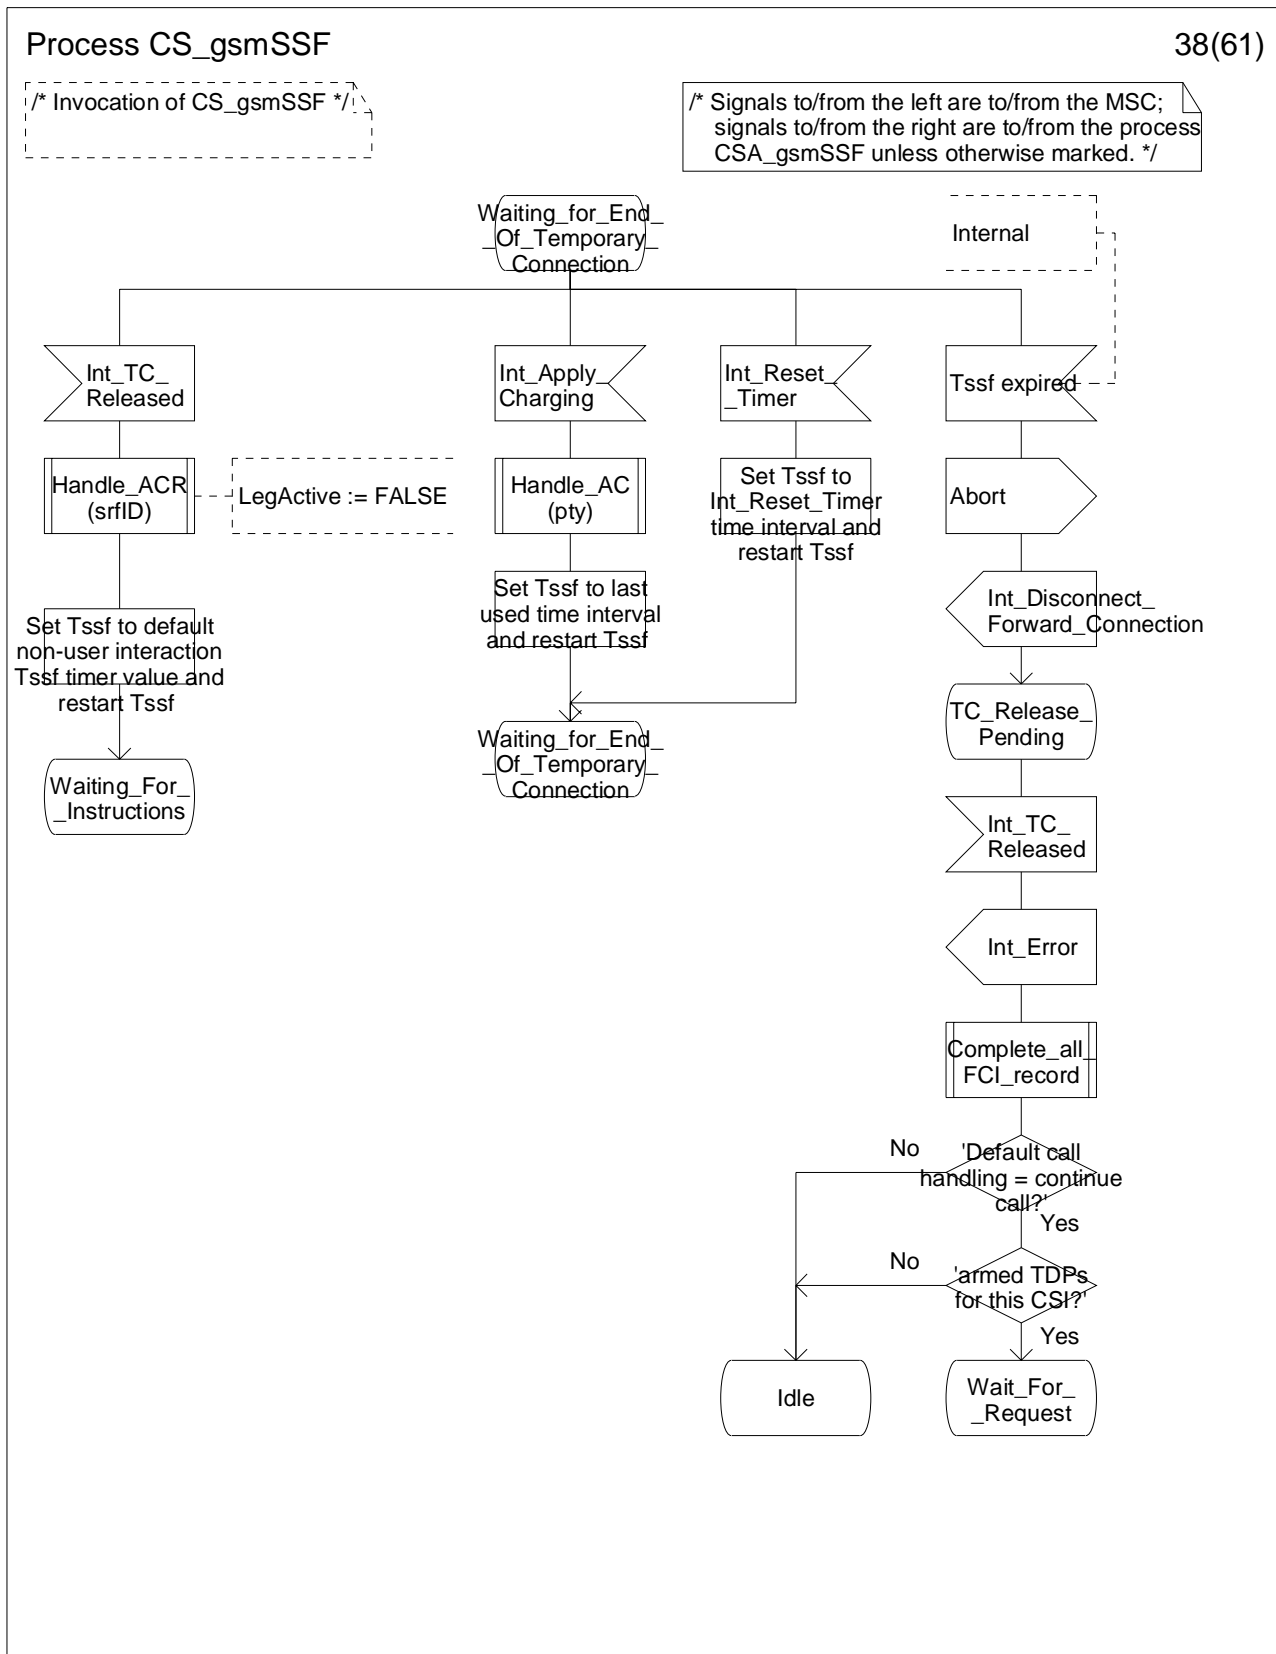 Process CS_gsmSSF
38(61)
/* Invocation of CS_gsmSSF */
/* Signals to/from the left are to/from the MSC;
signals to/from the right are to/from the process
CSA_gsmSSF unless otherwise marked. */
Waiting_for_End_
_Of_Temporary_
Connection
Internal
Int_TC_
Released
Int_Apply_
Charging
Int_Reset_
_Timer
Tssf expired
Handle_ACR
(srfID)
LegActive := FALSE
Handle_AC
(pty)
Set Tssf to
Int_Reset_Timer
time interval and
restart Tssf
Abort
Set Tssf to default
non-user interaction
Tssf timer value and
restart Tssf
Set Tssf to last
used time interval
and restart Tssf
Int_Disconnect_
Forward_Connection
Waiting_For_
_Instructions
Waiting_for_End_
_Of_Temporary_
Connection
TC_Release_
Pending
Int_TC_
Released
Int_Error
Complete_all_
FCI_record
No
'Default call
handling = continue
call?'
Yes
No
'armed TDPs
for this CSI?'
Yes
Idle
Wait_For_
_Request